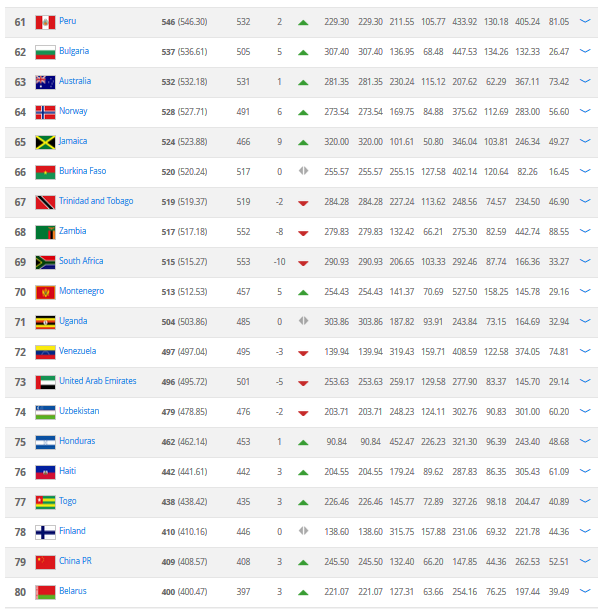 61 Peru 546 (546.30) 532 2 229.30 229.30 211.55 105.77 433.92 130.18 405.24 81.05
62 Bulgaria 537 (536.61) 505 5 307.40 307.40 136.95 68.48 447.53 134.26 132.33 26.47
63 Australia 532 (532.18) 531 1 281.35 281.35 230.24 115.12 207.62 62.29 367.11 73.42
64 Norway 528 (527.71) 491 6 273.54 273.54 169.75 84.88 375.62 112.69 283.00 56.60
65 Jamaica 524 (523.88) 466 9 320.00 320.00 101.61 50.80 346.04 103.81 246.34 49.27
66 Burkina Faso 520 (520.24) 517 0 255.57 255.57 255.15 127.58 402.14 120.64 82.26 16.45
67 Trinidad and Tobago 519 (519.37) 519 -2 284.28 284.28 227.24 113.62 248.56 74.57 234.50 46.90
68 Zambia 517 (517.18) 552 -8 279.83 279.83 132.42 66.21 275.30 82.59 442.74 88.55
69 South Africa 515 (515.27) 553 -10 290.93 290.93 206.65 103.33 292.46 87.74 166.36 33.27
70 Montenegro 513 (512.53) 457 5 254.43 254.43 141.37 70.69 527.50 158.25 145.78 29.16
71 Uganda 504 (503.86) 485 0 303.86 303.86 187.82 93.91 243.84 73.15 164.69 32.94
72 Venezuela 497 (497.04) 495 -3 139.94 139.94 319.43 159.71 408.59 122.58 374.05 74.81
73 United Arab Emirates 496 (495.72) 501 -5 253.63 253.63 259.17 129.58 277.90 83.37 145.70 29.14
74 Uzbekistan 479 (478.85) 476 -2 203.71 203.71 248.23 124.11 302.76 90.83 301.00 60.20
75 Honduras 462 (462.14) 453 1 90.84 90.84 452.47 226.23 321.30 96.39 243.40 48.68
76 Haiti 442 (441.61) 442 3 204.55 204.55 179.24 89.62 287.83 86.35 305.43 61.09
77 Togo 438 (438.42) 435 3 226.46 226.46 145.77 72.89 327.26 98.18 204.47 40.89
78 Finland 410 (410.16) 446 0 138.60 138.60 315.75 157.88 231.06 69.32 221.78 44.36
79 China PR 409 (408.57) 408 3 245.50 245.50 132.40 66.20 147.85 44.36 262.53 52.51
80 Belarus 400 (400.47) 397 3 221.07 221.07 127.31 63.66 254.16 76.25 197.44 39.49